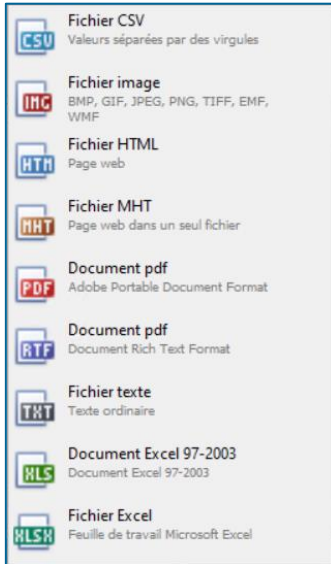 CSV
Fichier CSV
Valeurs séparées par des virgules
IMG
Fichier image
BMP, GIF, JPEG, PNG, TIFF, EMF,
WMF
HTM
Fichier HTML
Page web
MHT
Fichier MHT
Page web dans un seul fichier
PDF
Document pdf
Adobe Portable Document Format
RTF
Document pdf
Document Rich Text Format
TXT
Fichier texte
Texte ordinaire
XLS
Document Excel 97-2003
Document Excel 97-2003
XLSX
Fichier Excel
Feuille de travail Microsoft Excel